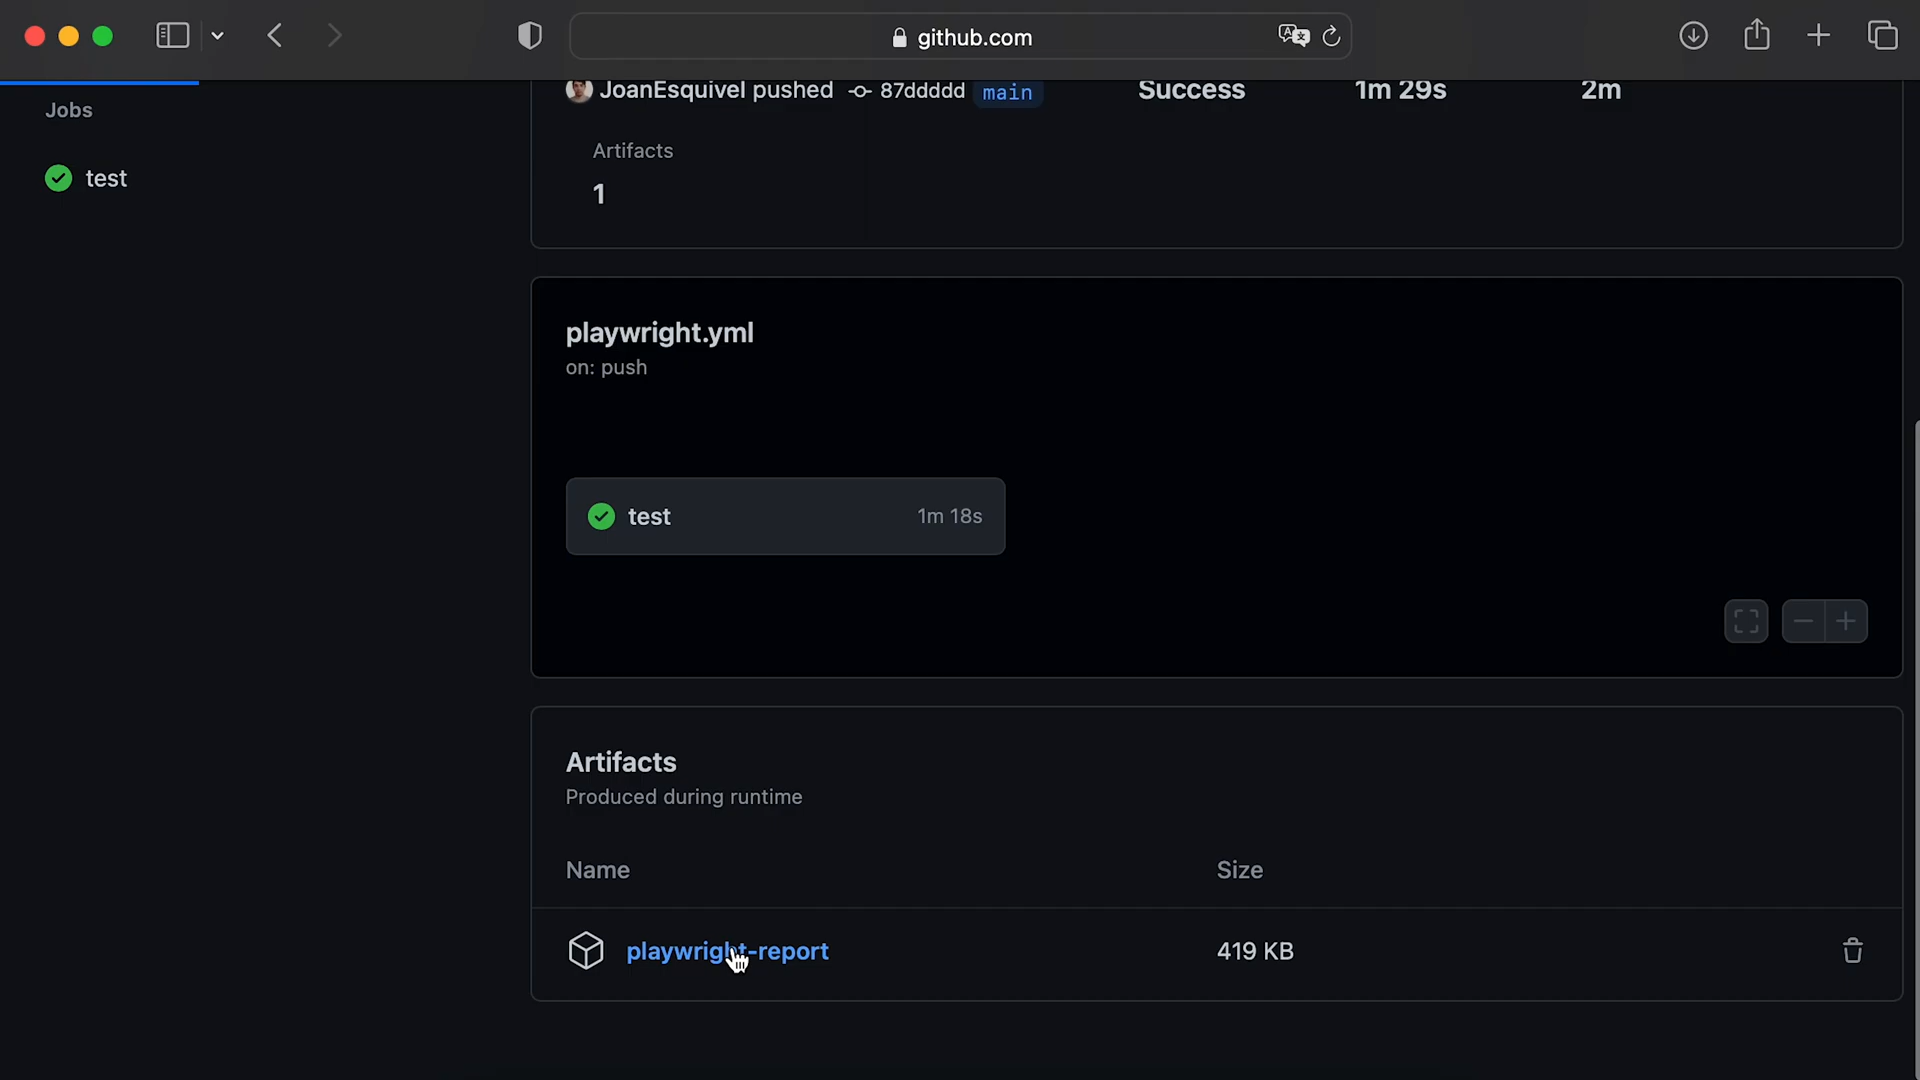 github.com
Jobs
test
JoanEsquivel pushed 87ddddd main
Success
1m 29s
2m
Artifacts
1
playwright.yml
on: push
test 1m 18s
Artifacts
Produced during runtime
Name Size
playwright-report 419 KB